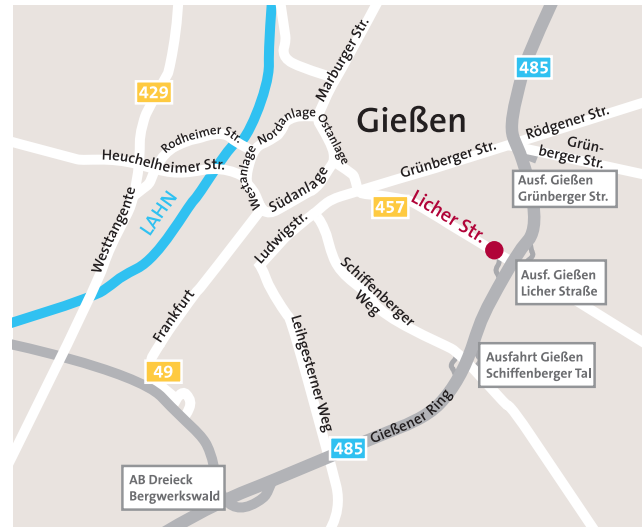 485
429
Marburger Str.
Gießen
Rödgener Str.
Nordanlage
Rodheimer Str.
Ostanlage
Grün-
berger Str.
Heuchelheimer Str.
Grünberger Str.
Westanlage
Südanlage
Ausf. Gießen
Grünberger Str.
457
Licher Str.
LAHN
Westtangente
Ludwigstr.
Schiffenberger
Weg
Ausf. Gießen
Licher Straße
Frankfurt
Leihgesterner Weg
Ausfahrt Gießen
Schiffenberger Tal
49
Gießener Ring
485
AB Dreieck
Bergwerkswald